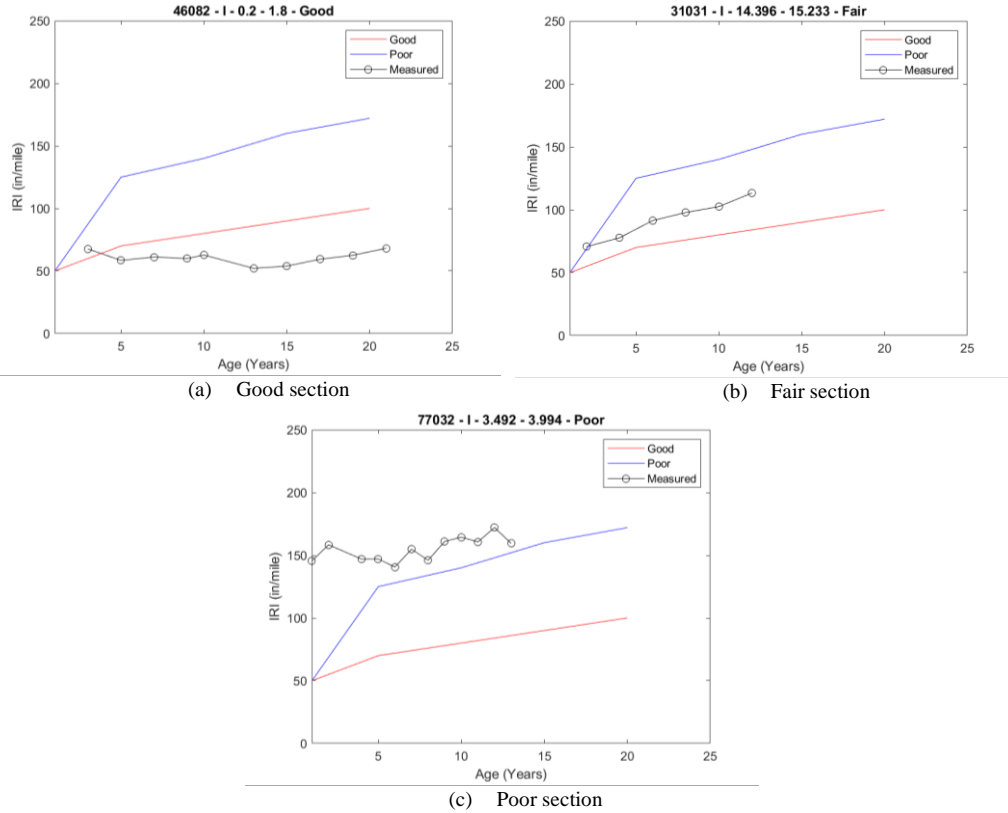 46082 - I - 0.2 - 1.8 - Good
250
200
150
100
50
0
IRI (in/mile)
5
10
15
20
25
Age (Years)
Good
Poor
Measured
(a) Good section
31031 - I - 14.396 - 15.233 - Fair
250
200
150
100
50
0
IRI (in/mile)
5
10
15
20
25
Age (Years)
Good
Poor
Measured
(b) Fair section
77032 - I - 3.492 - 3.994 - Poor
250
200
150
100
50
0
IRI (in/mile)
5
10
15
20
25
Age (Years)
Good
Poor
Measured
(c) Poor section